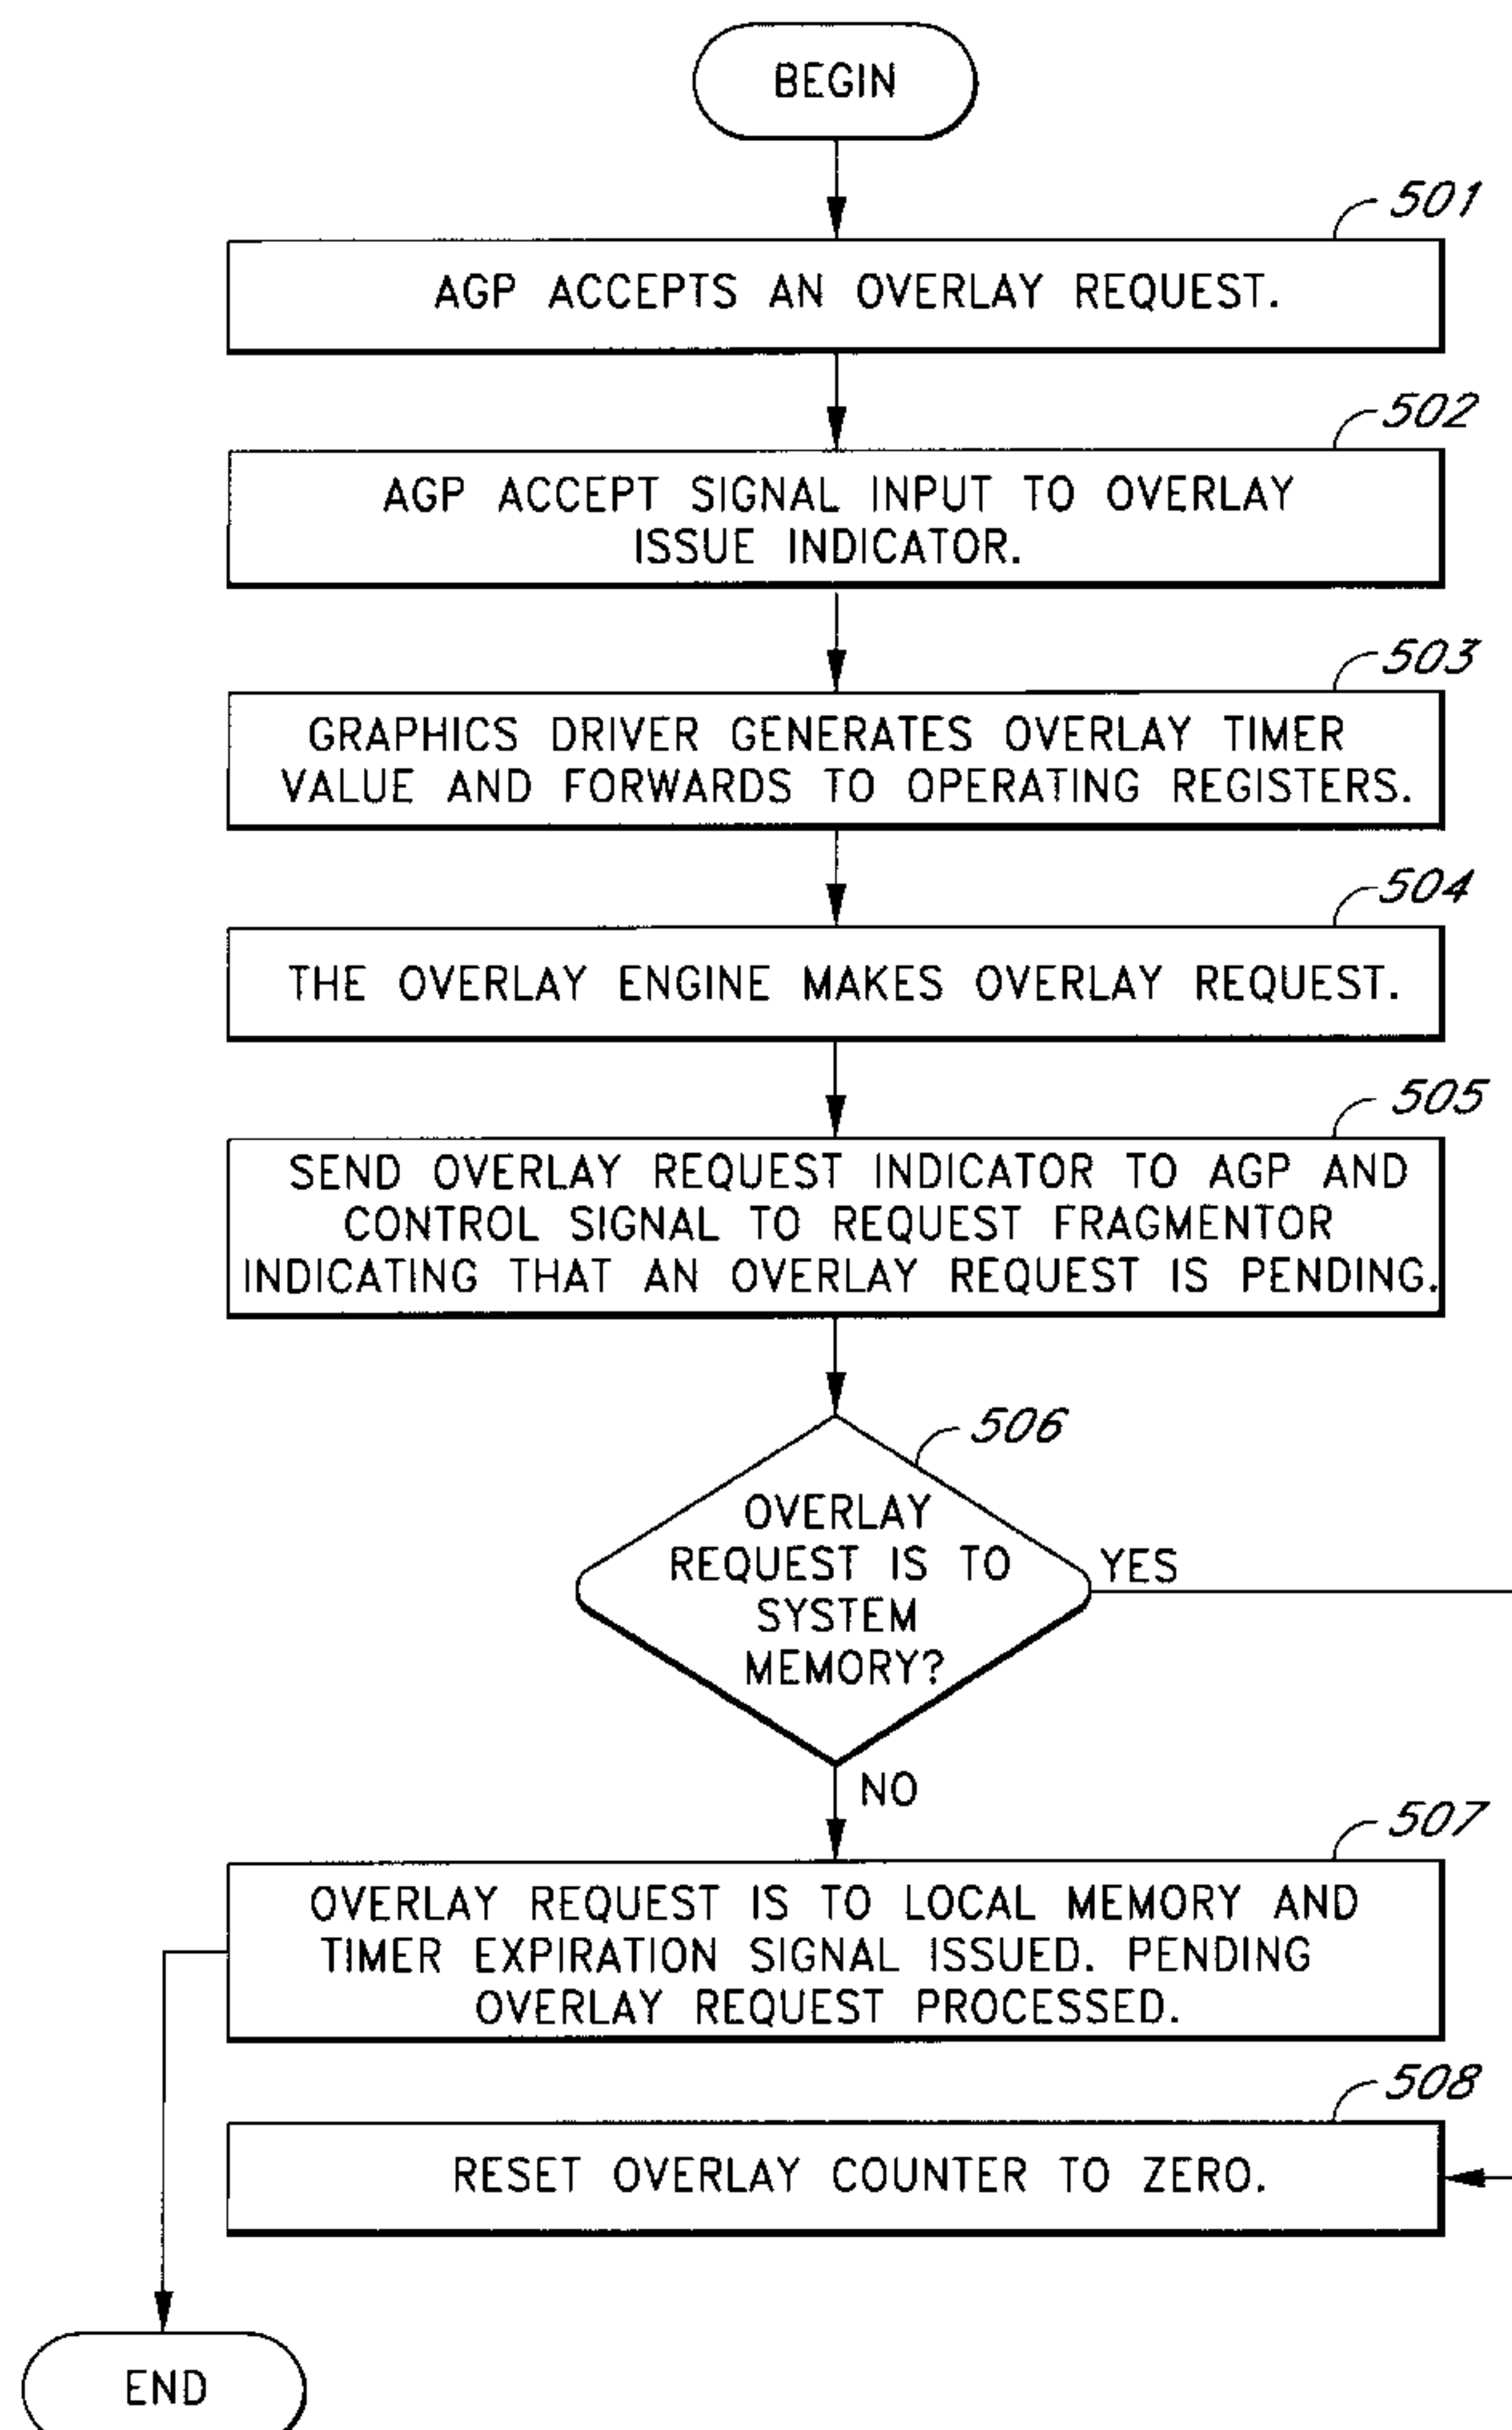 BEGIN
501
AGP ACCEPTS AN OVERLAY REQUEST.
502
AGP ACCEPT SIGNAL INPUT TO OVERLAY
ISSUE INDICATOR.
503
GRAPHICS DRIVER GENERATES OVERLAY TIMER
VALUE AND FORWARDS TO OPERATING REGISTERS.
504
THE OVERLAY ENGINE MAKES OVERLAY REQUEST.
505
SEND OVERLAY REQUEST INDICATOR TO AGP AND
CONTROL SIGNAL TO REQUEST FRAGMENTOR
INDICATING THAT AN OVERLAY REQUEST IS PENDING.
506
OVERLAY
REQUEST IS TO
SYSTEM
MEMORY?
YES
NO
507
OVERLAY REQUEST IS TO LOCAL MEMORY AND
TIMER EXPIRATION SIGNAL ISSUED. PENDING
OVERLAY REQUEST PROCESSED.
508
RESET OVERLAY COUNTER TO ZERO.
END